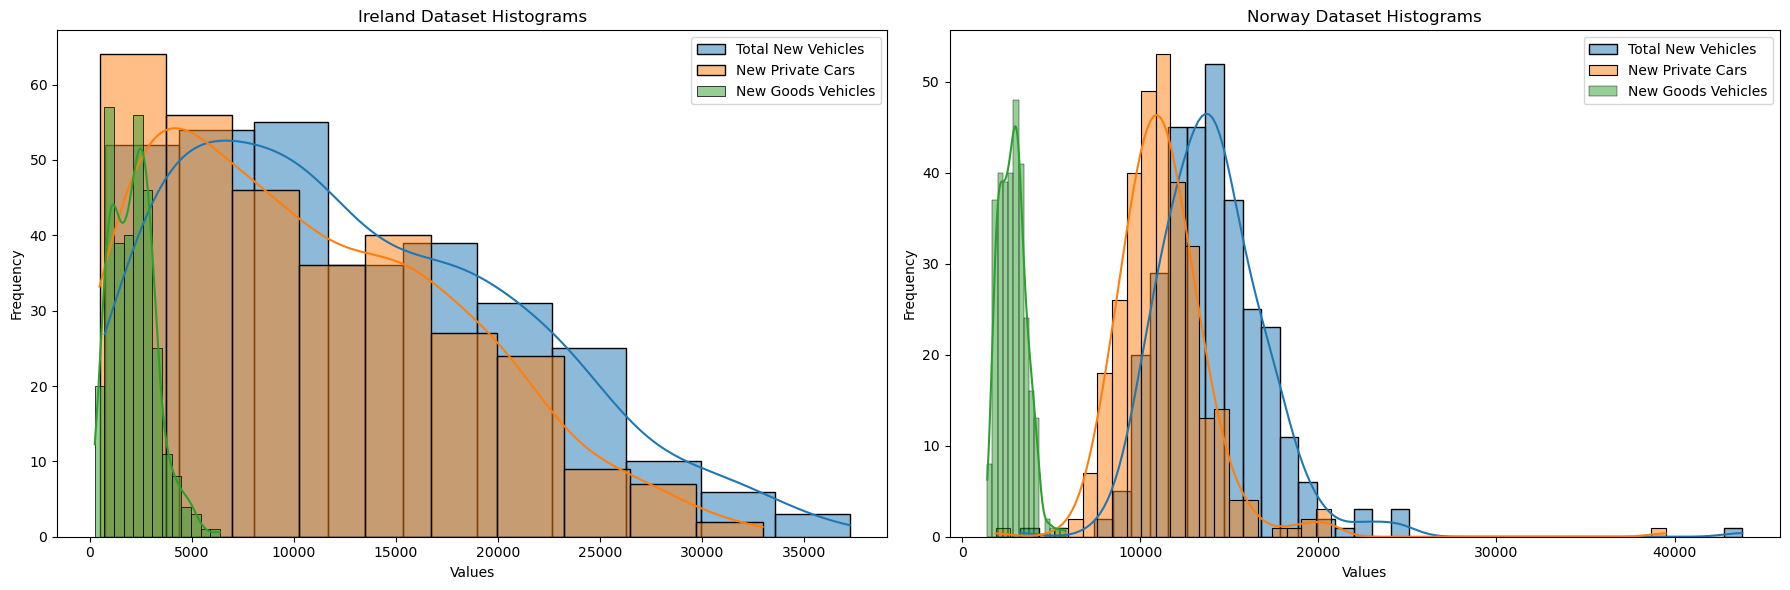 Ireland Dataset Histograms
Total New Vehicles
New Private Cars
New Goods Vehicles
Frequency
60
50
40
30
20
10
0
0 5000 10000 15000 20000 25000 30000 35000
Values
Norway Dataset Histograms
Total New Vehicles
New Private Cars
New Goods Vehicles
Frequency
50
40
30
20
10
0
0 10000 20000 30000 40000
Values